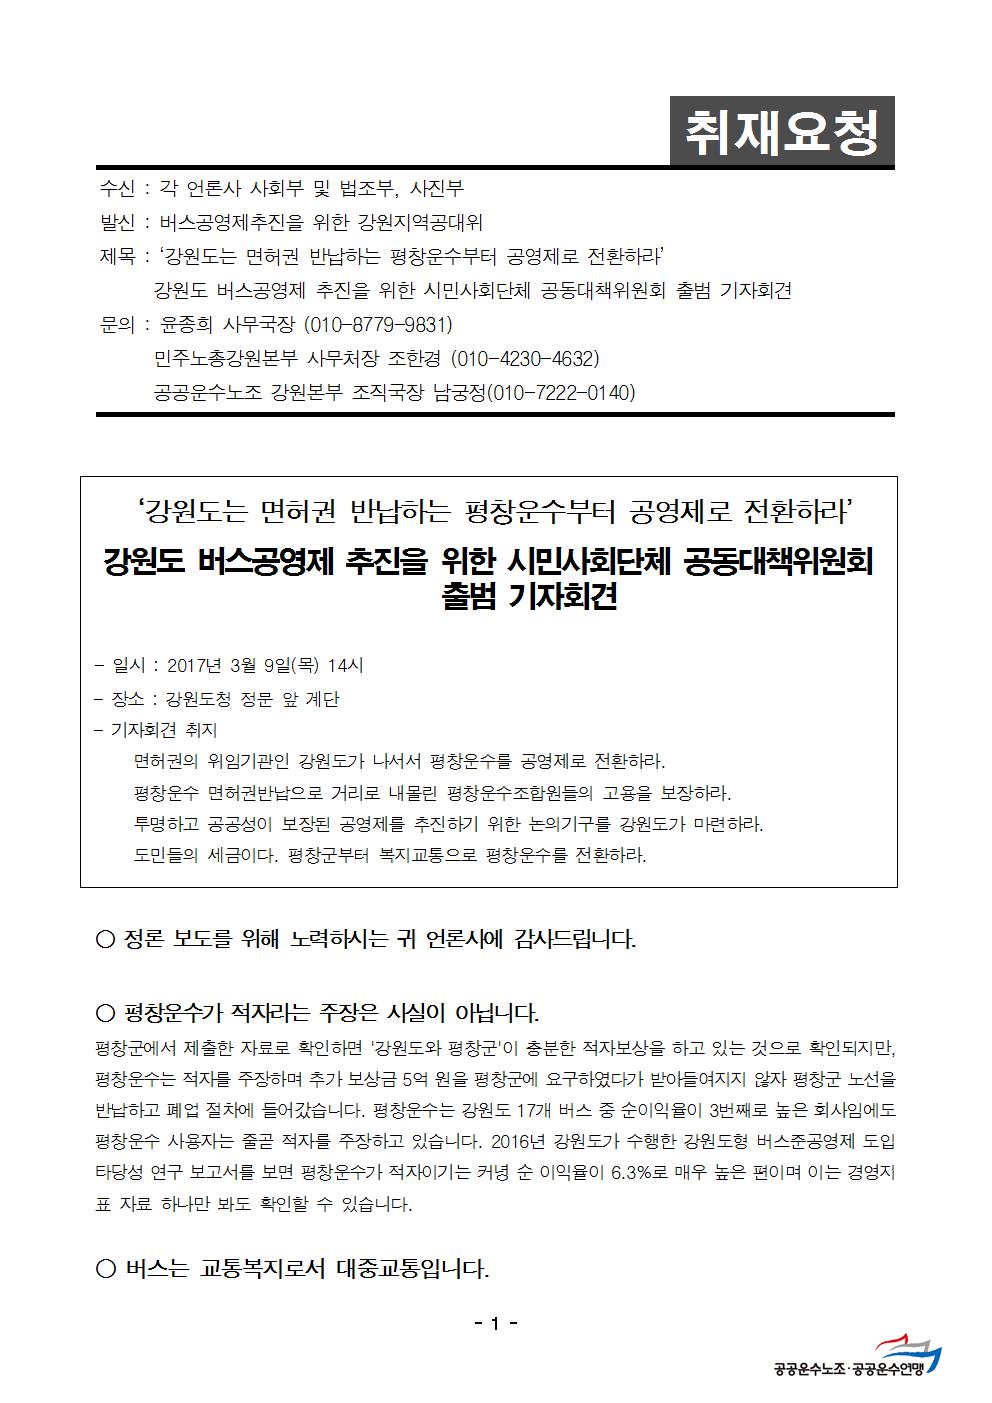 취재요청
수신 : 각 언론사 사회부 및 법조부, 사진부
발신 : 버스공영제추진을 위한 강원지역공대위
제목 : ‘강원도는 면허권 반납하는 평창운수부터 공영제로 전환하라’
강원도 버스공영제 추진을 위한 시민사회단체 공동대책위원회 출범 기자회견
문의 : 윤종희 사무국장 (010-8779-9831)
민주노총강원본부 사무처장 조한경 (010-4230-4632)
공공운수노조 강원본부 조직국장 남궁정(010-7222-0140)
‘강원도는 면허권 반납하는 평창운수부터 공영제로 전환하라’
강원도 버스공영제 추진을 위한 시민사회단체 공동대책위원회
출범 기자회견
- 일시 : 2017년 3월 9일(목) 14시
- 장소 : 강원도청 정문 앞 계단
- 기자회견 취지
면허권의 위임기관인 강원도가 나서서 평창운수를 공영제로 전환하라.
평창운수 면허권반납으로 거리로 내몰린 평창운수조합원들의 고용을 보장하라.
투명하고 공공성이 보장된 공영제를 추진하기 위한 논의기구를 강원도가 마련하라.
도민들의 세금이다. 평창군부터 복지교통으로 평창운수를 전환하라.
○ 정론 보도를 위해 노력하시는 귀 언론사에 감사드립니다.
○ 평창운수가 적자라는 주장은 사실이 아닙니다.
평창군에서 제출한 자료로 확인하면 '강원도와 평창군'이 충분한 적자보상을 하고 있는 것으로 확인되지만,
평창운수는 적자를 주장하며 추가 보상금 5억 원을 평창군에 요구하였다가 받아들여지지 않자 평창군 노선을
반납하고 폐업 절차에 들어갔습니다. 평창운수는 강원도 17개 버스 중 순이익율이 3번째로 높은 회사임에도
평창운수 사용자는 줄곧 적자를 주장하고 있습니다. 2016년 강원도가 수행한 강원도형 버스준공영제 도입
타당성 연구 보고서를 보면 평창운수가 적자이기는 커녕 순 이익율이 6.3%로 매우 높은 편이며 이는 경영지
표 자료 하나만 봐도 확인할 수 있습니다.
○ 버스는 교통복지로서 대중교통입니다.
- 1 -
공공운수노조·공공운수연맹